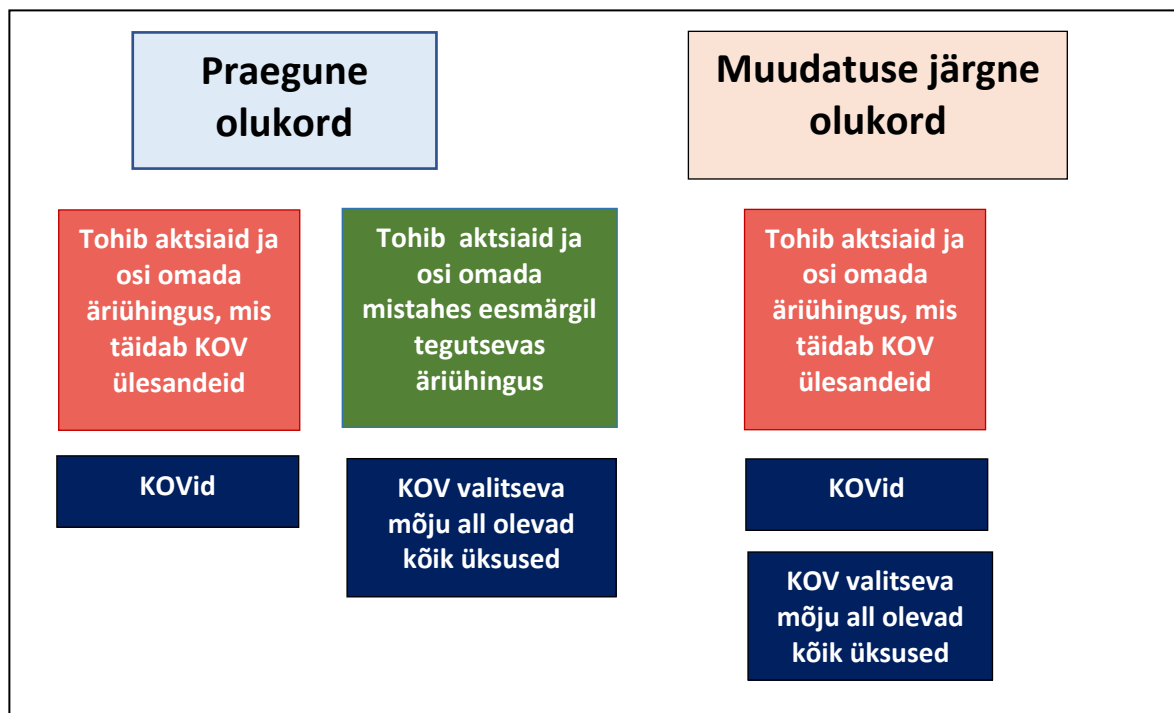 Praegune
olukord
Muudatuse järgne
olukord
Tohib aktsiaid ja
osi omada
äriühingus, mis
täidab KOV
ülesandeid
Tohib aktsiaid ja
osi omada
mistahes eesmärgil
tegutsevas
äriühingus
Tohib aktsiaid ja
osi omada
äriühingus, mis
täidab KOV
ülesandeid
KOVid
KOV valitseva
mõju all olevad
kõik üksused
KOVid
KOV valitseva
mõju all olevad
kõik üksused